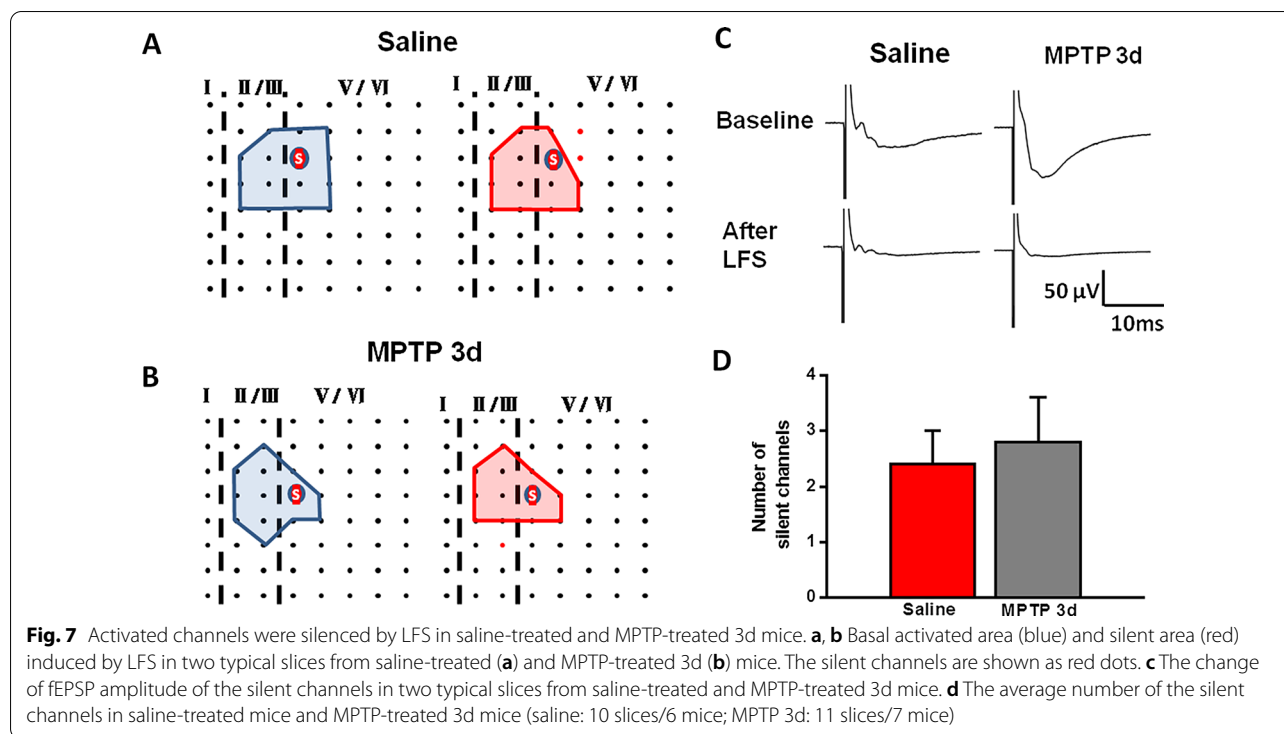 A
Saline
I II/III V/VI I II/III V/VI
S S
B
MPTP 3d
I II/III V/VI I II/III V/VI
S S
C
Saline MPTP 3d
Baseline
After
LFS
50 µV
10ms
D
Number of
silent channels
4
3
2
1
0
Saline MPTP 3d
Fig. 7 Activated channels were silenced by LFS in saline-treated and MPTP-treated 3d mice. a, b Basal activated area (blue) and silent area (red)
induced by LFS in two typical slices from saline-treated (a) and MPTP-treated 3d (b) mice. The silent channels are shown as red dots. c The change
of fEPSP amplitude of the silent channels in two typical slices from saline-treated and MPTP-treated 3d mice. d The average number of the silent
channels in saline-treated mice and MPTP-treated 3d mice (saline: 10 slices/6 mice; MPTP 3d: 11 slices/7 mice)